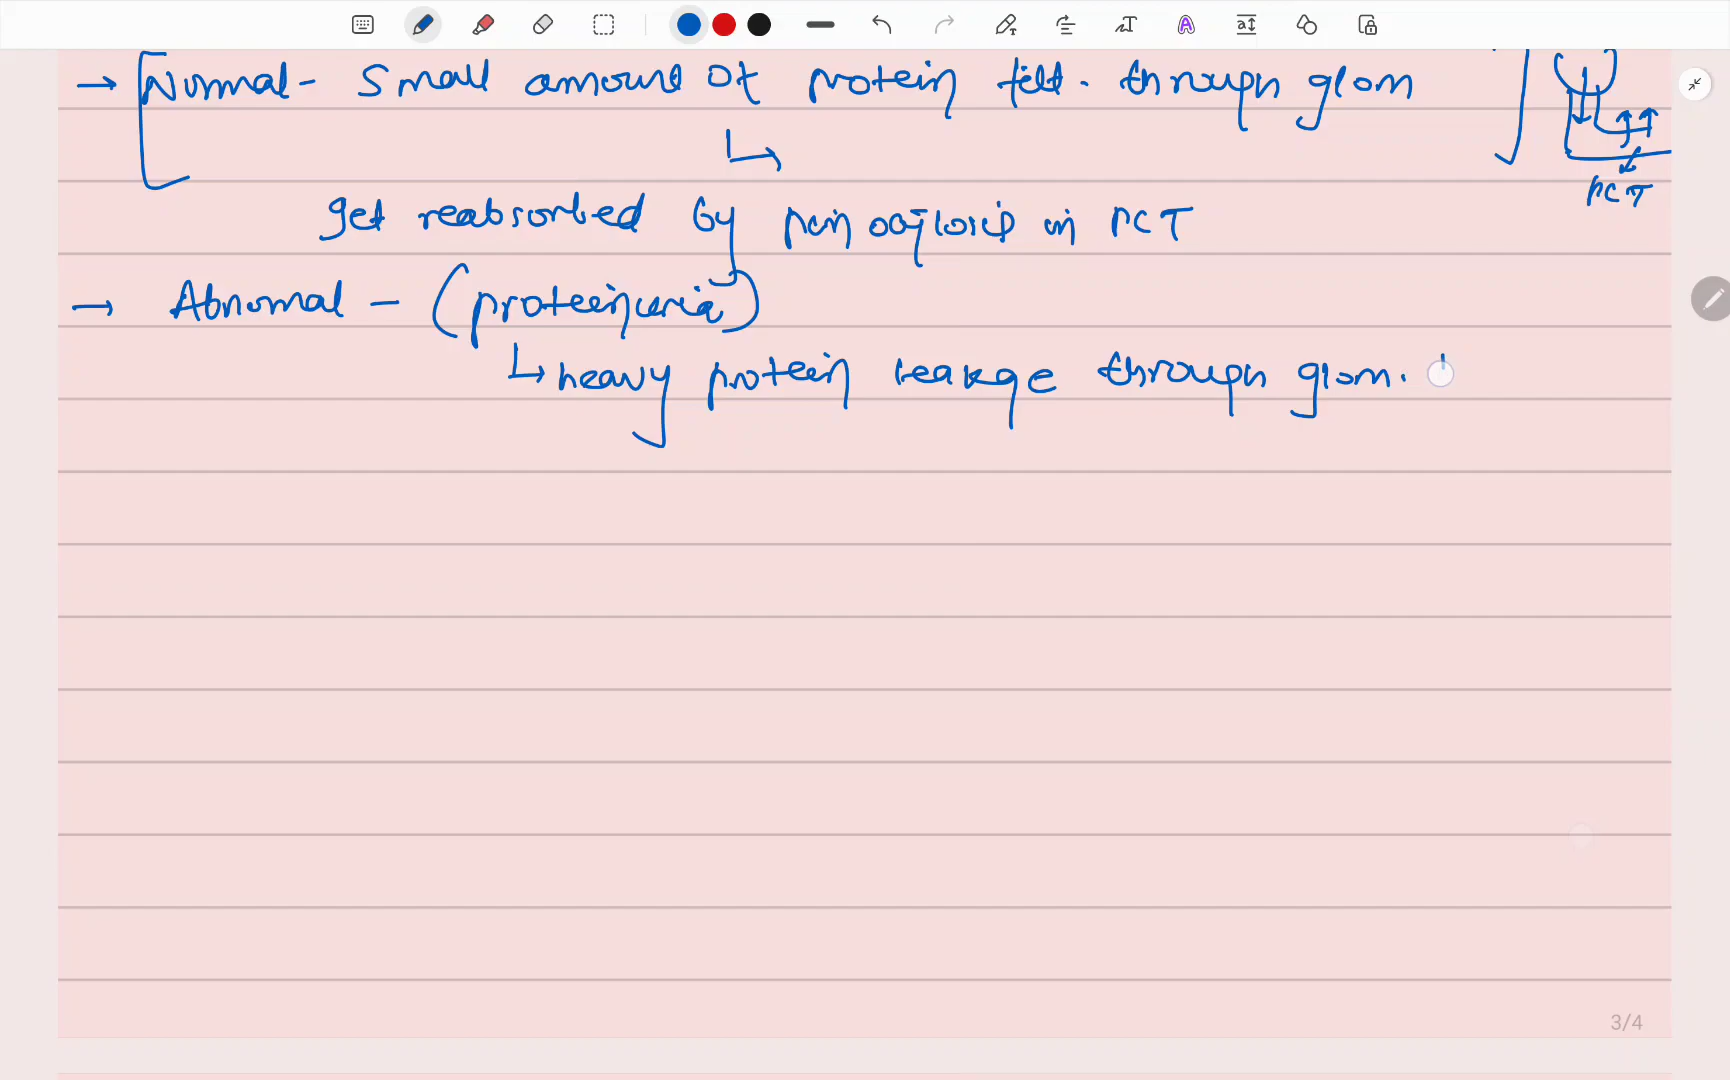 → Normal - Small amount of protein filt. through glom
PCT
get reabsorbed by pinocytosis in PCT
→ Abnormal - (proteinuria)
↳ heavy protein leakage through glom.
3/4